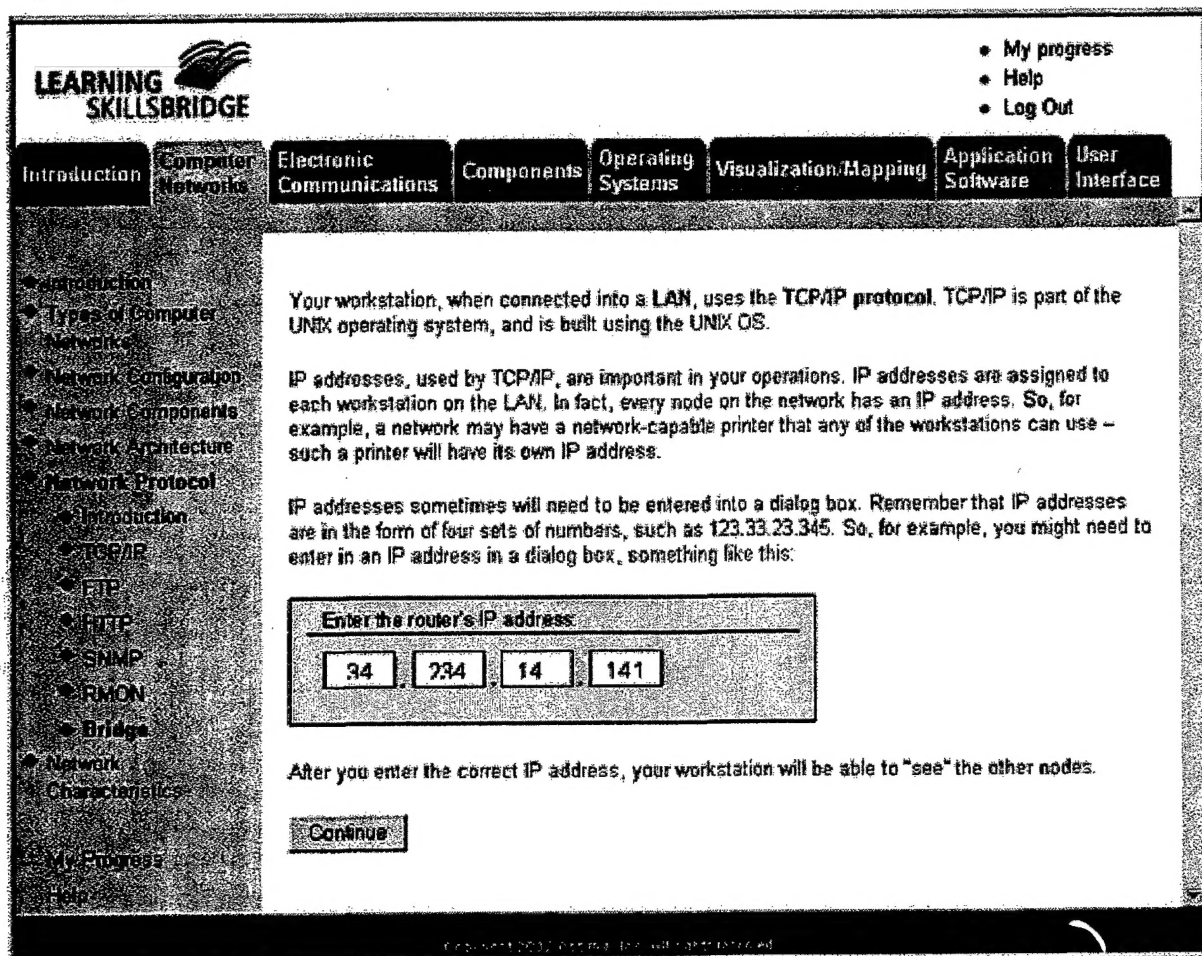 LEARNING
SKILLSBRIDGE
My progress
Help
Log Out
Introduction
Computer
Networks
Electronic
Communications
Components
Operating
Systems
Visualization/Mapping
Application
Software
User
Interface
Introduction
Types of Computer
Networks
Network Configuration
Network Components
Network Architecture
Network Protocol
Introduction
TCP/IP
FTP
HTTP
SNMP
RMON
Bridge
Network
Characteristics
My Progress
Help
Your workstation, when connected into a LAN, uses the TCP/IP protocol. TCP/IP is part of the
UNIX operating system, and is built using the UNIX OS.
IP addresses, used by TCP/IP, are important in your operations. IP addresses are assigned to
each workstation on the LAN. In fact, every node on the network has an IP address. So, for
example, a network may have a network-capable printer that any of the workstations can use –
such a printer will have its own IP address.
IP addresses sometimes will need to be entered into a dialog box. Remember that IP addresses
are in the form of four sets of numbers, such as 123.33.23.345. So, for example, you might need to
enter in an IP address in a dialog box, something like this:
Enter the router's IP address:
34 . 234 . 14 . 141
After you enter the correct IP address, your workstation will be able to "see" the other nodes.
Continue
Copyright